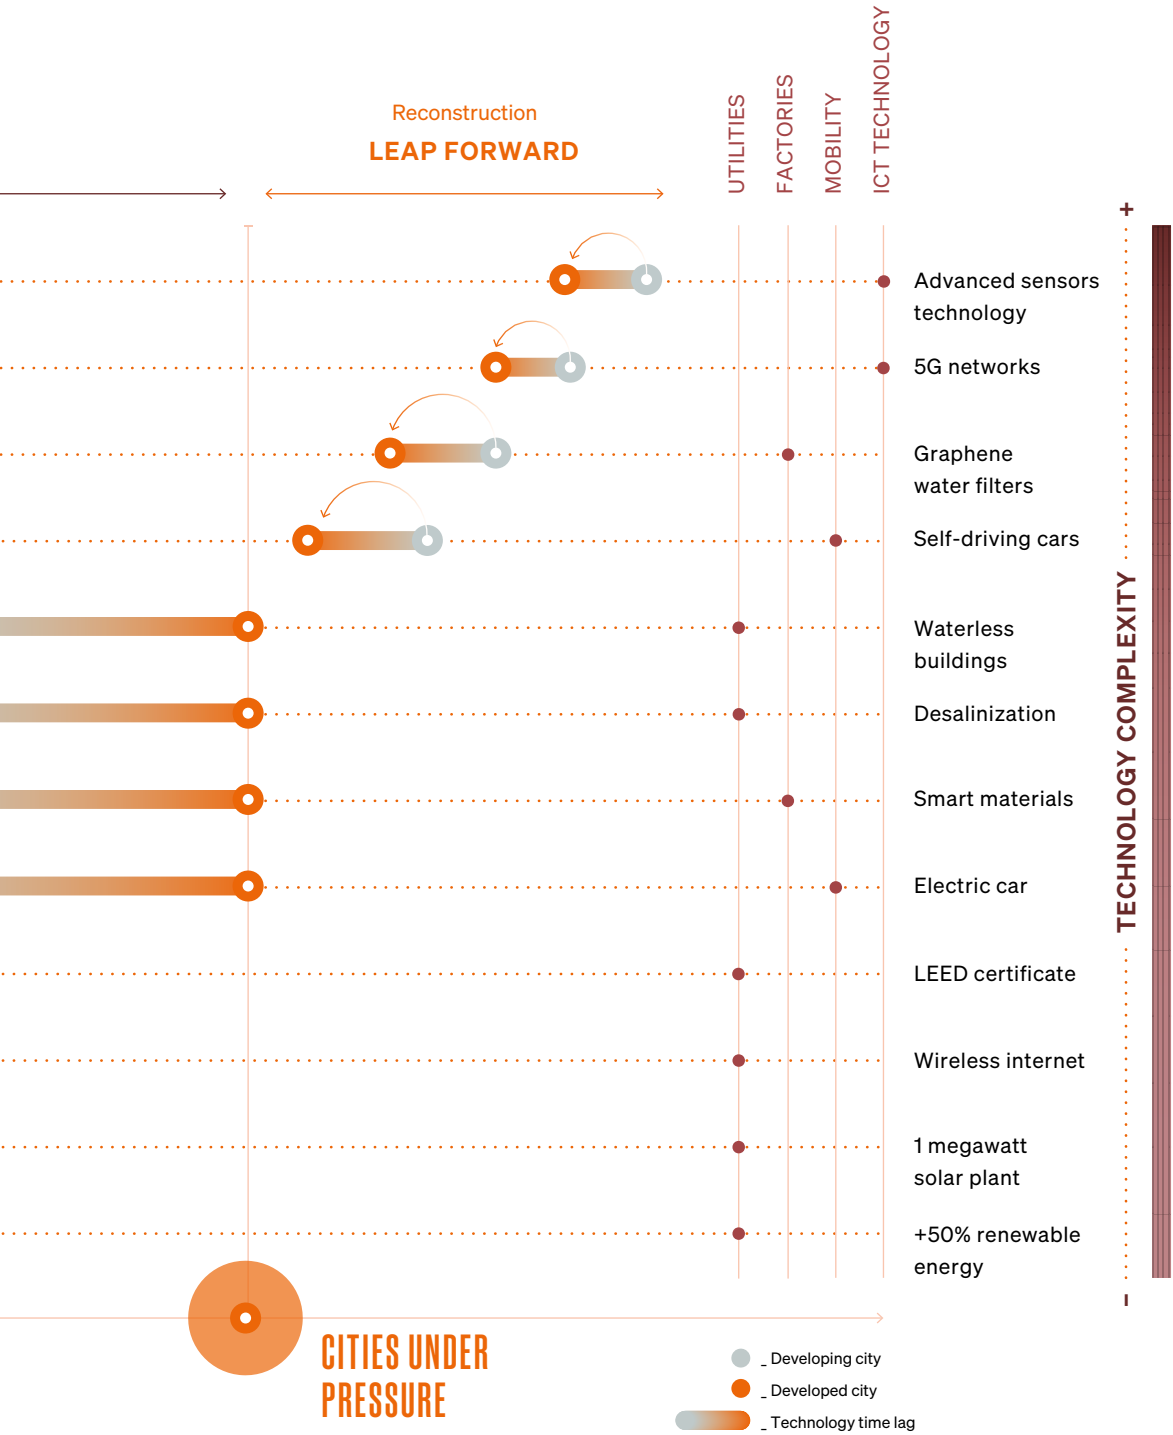 Reconstruction
LEAP FORWARD
UTILITIES
FACTORIES
MOBILITY
ICT TECHNOLOGY
+
Advanced sensors
technology
5G networks
Graphene
water filters
Self-driving cars
Waterless
buildings
Desalinization
Smart materials
Electric car
LEED certificate
Wireless internet
1 megawatt
solar plant
+50% renewable
energy
TECHNOLOGY COMPLEXITY
-
CITIES UNDER
PRESSURE
_ Developing city
_ Developed city
_ Technology time lag